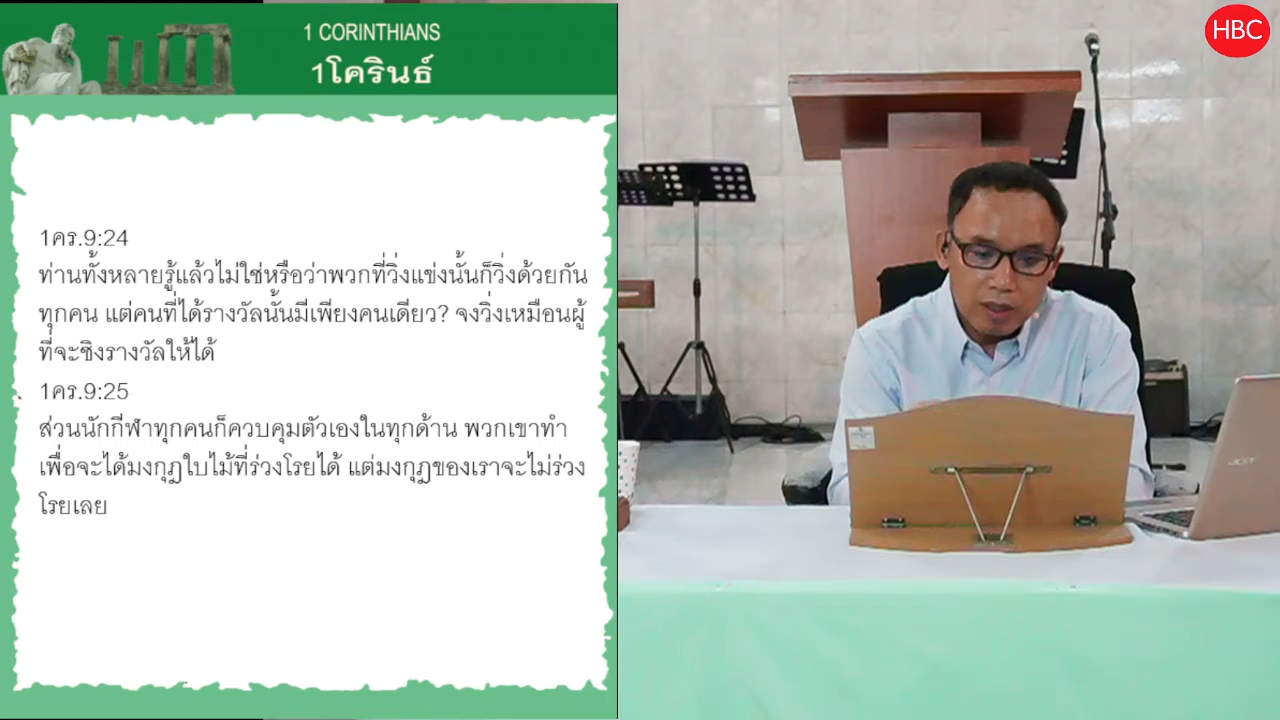 1 CORINTHIANS
1โครินธ์
HBC
1คร.9:24
ท่านทั้งหลายรู้แล้วไม่ใช่หรือว่าพวกที่วิ่งแข่งนั้นก็วิ่งด้วยกัน
ทุกคน แต่คนที่ได้รางวัลนั้นมีเพียงคนเดียว? จงวิ่งเหมือนผู้
ที่จะชิงรางวัลให้ได้
1คร.9:25
ส่วนนักกีฬาทุกคนก็ควบคุมตัวเองในทุกด้าน พวกเขาทำ
เพื่อจะได้มงกุฎใบไม้ที่ร่วงโรยได้ แต่มงกุฎของเราจะไม่ร่วง
โรยเลย
acer